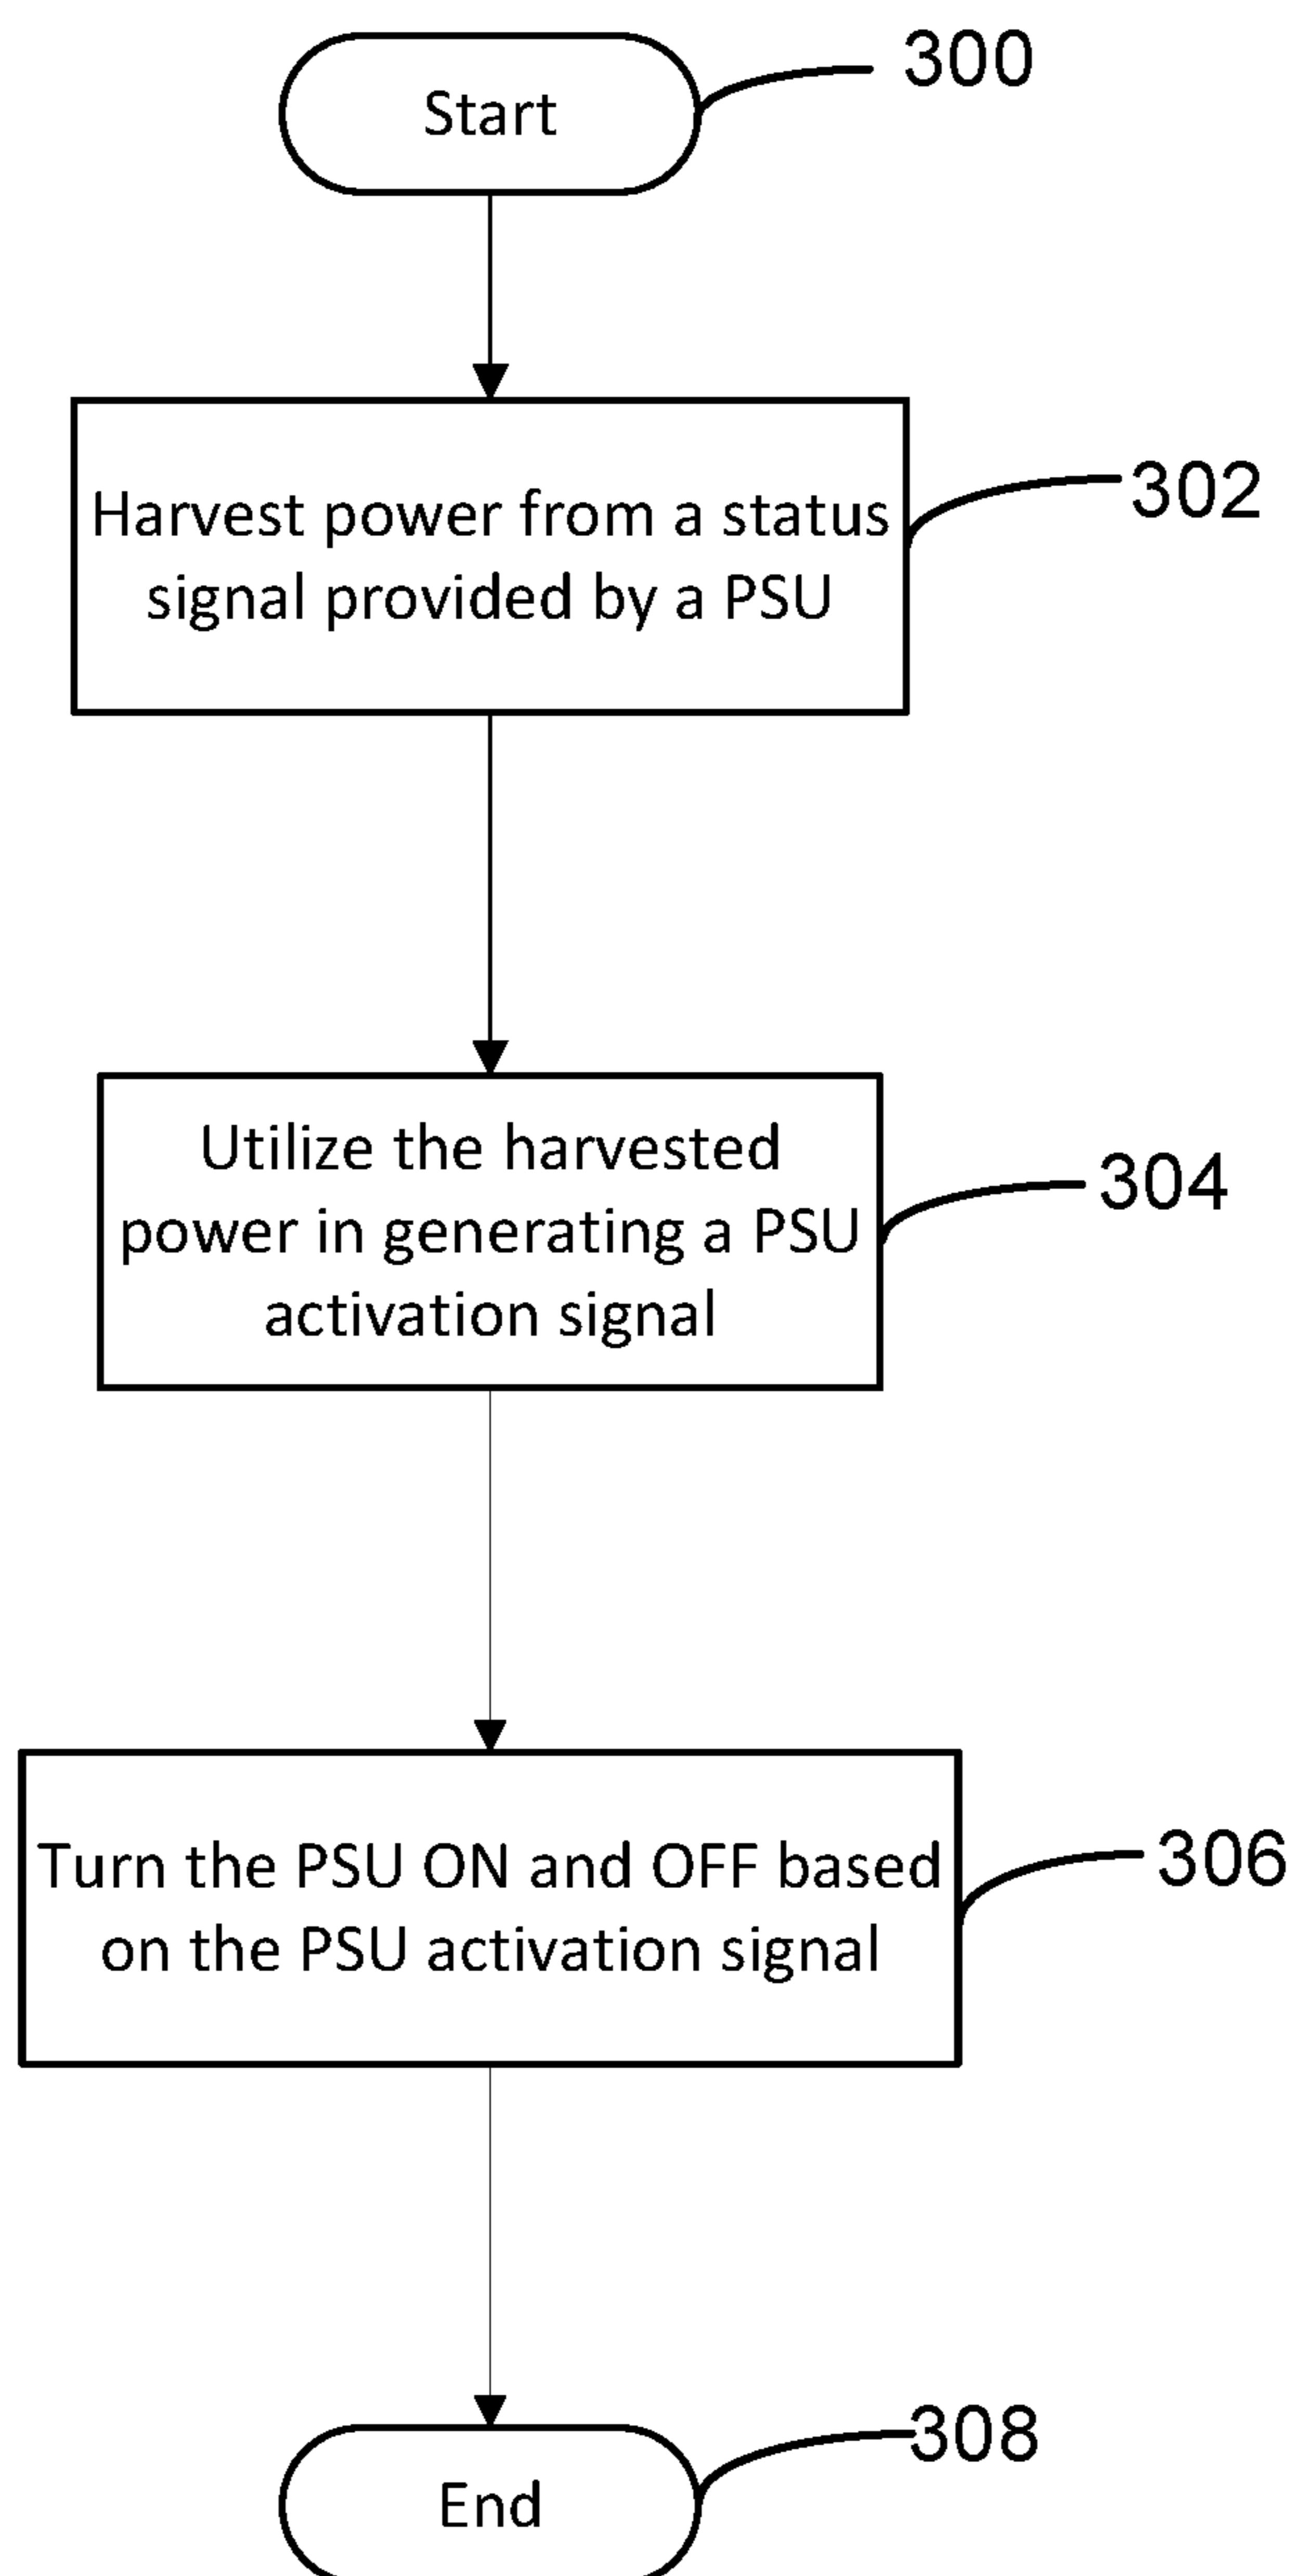 Start
300
Harvest power from a status
signal provided by a PSU
302
Utilize the harvested
power in generating a PSU
activation signal
304
Turn the PSU ON and OFF based
on the PSU activation signal
306
End
308